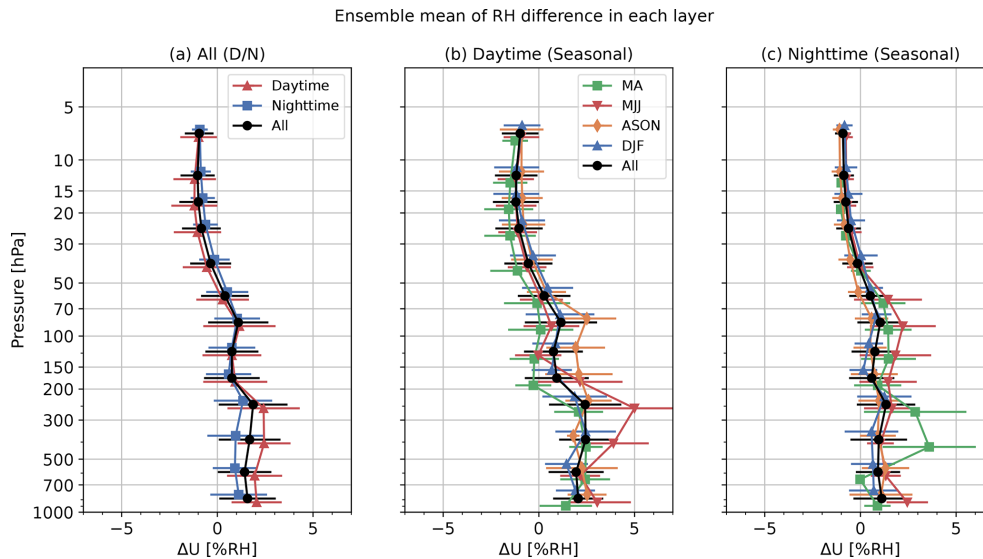 Ensemble mean of RH difference in each layer
(a) All (D/N)
(b) Daytime (Seasonal)
(c) Nighttime (Seasonal)
Daytime
Nighttime
All
MA
MJJ
ASON
DJF
All
Pressure [hPa]
5
10
15
20
30
50
70
100
150
200
300
500
700
1000
−5 0 5
−5 0 5
−5 0 5
ΔU [%RH]
ΔU [%RH]
ΔU [%RH]